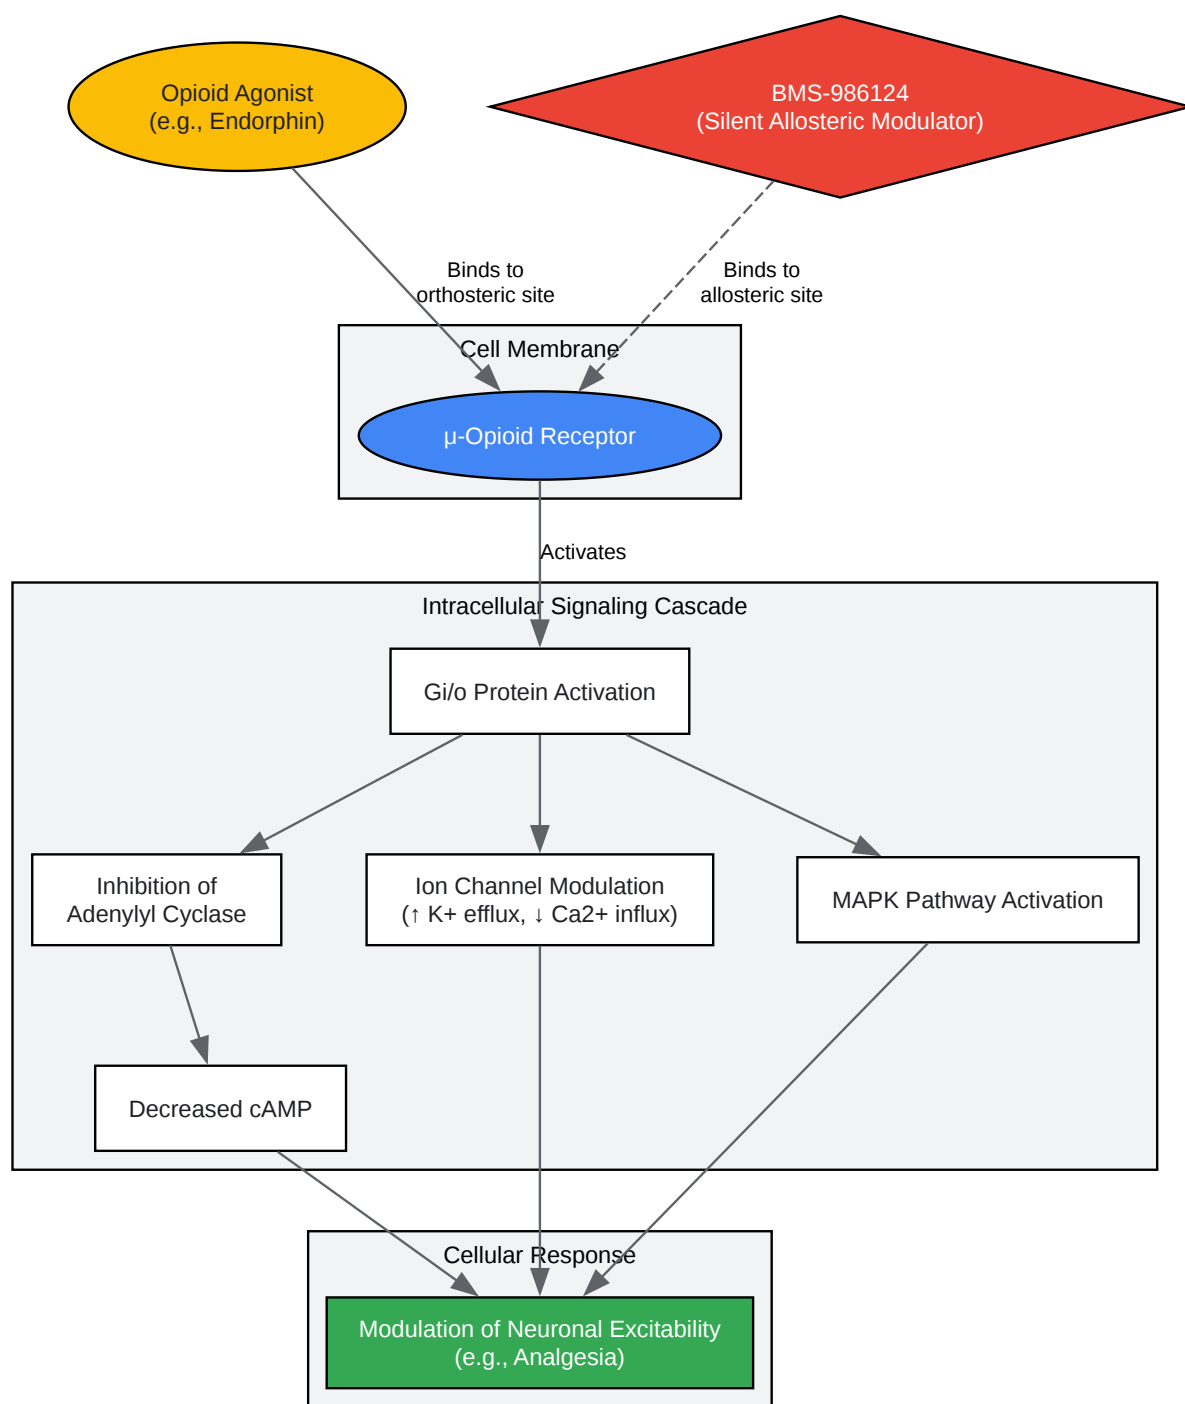 Opioid Agonist
(e.g., Endorphin)
BMS-986124
(Silent Allosteric Modulator)
Binds to
orthosteric site
Binds to
allosteric site
Cell Membrane
μ-Opioid Receptor
Activates
Intracellular Signaling Cascade
Gi/o Protein Activation
Inhibition of
Adenylyl Cyclase
Ion Channel Modulation
(↑ K+ efflux, ↓ Ca2+ influx)
MAPK Pathway Activation
Decreased cAMP
Cellular Response
Modulation of Neuronal Excitability
(e.g., Analgesia)